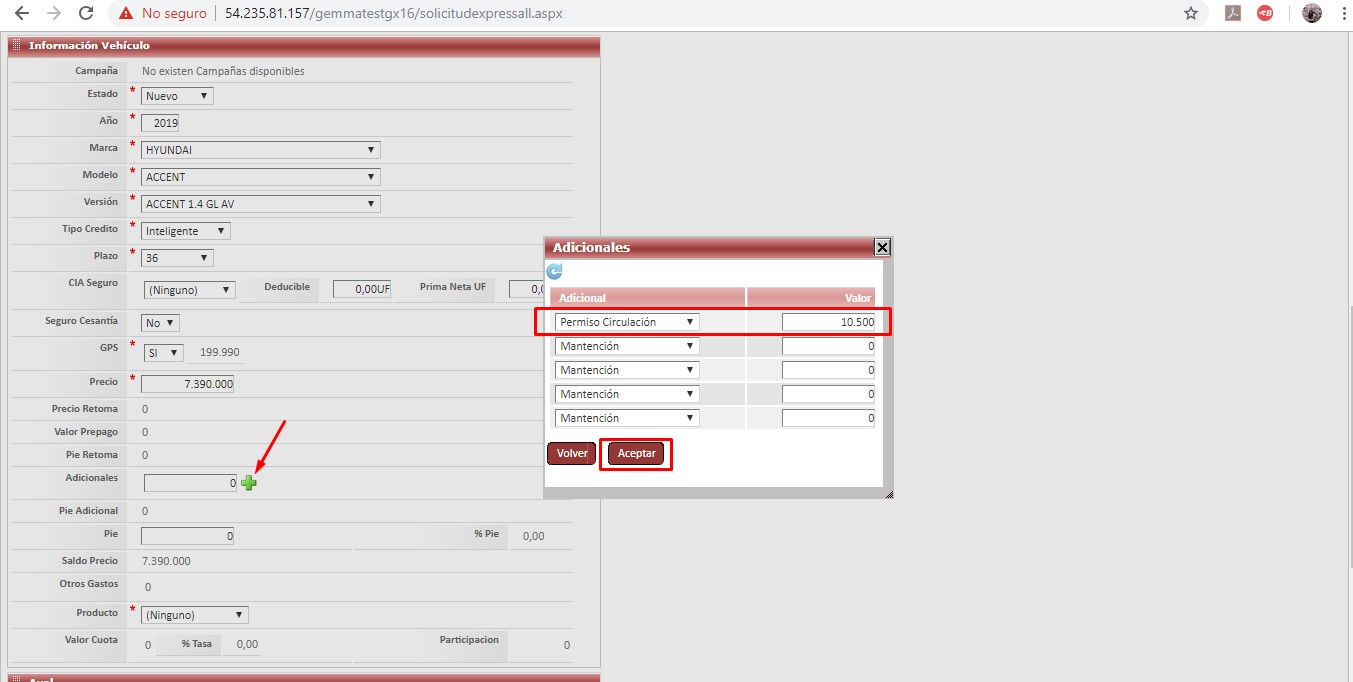 No seguro 54.235.81.157/gemmatestgx16/solicitudexpressall.aspx
Información Vehículo
Campaña No existen Campañas disponibles
Estado * Nuevo
Año * 2019
Marca * HYUNDAI
Modelo * ACCENT
Versión * ACCENT 1.4 GL AV
Tipo Credito * Inteligente
Plazo * 36
CIA Seguro (Ninguno) Deducible 0,00UF Prima Neta UF 0,0
Seguro Cesantía No
GPS * SI 199.990
Precio * 7.390.000
Precio Retoma 0
Valor Prepago 0
Pie Retoma 0
Adicionales 0
Pie Adicional 0
Pie 0 % Pie 0,00
Saldo Precio 7.390.000
Otros Gastos 0
Producto * (Ninguno)
Valor Cuota 0 % Tasa 0,00 Participacion 0
Aval
Adicionales
Adicional Valor
Permiso Circulación 10.500
Mantención 0
Mantención 0
Mantención 0
Mantención 0
Volver Aceptar